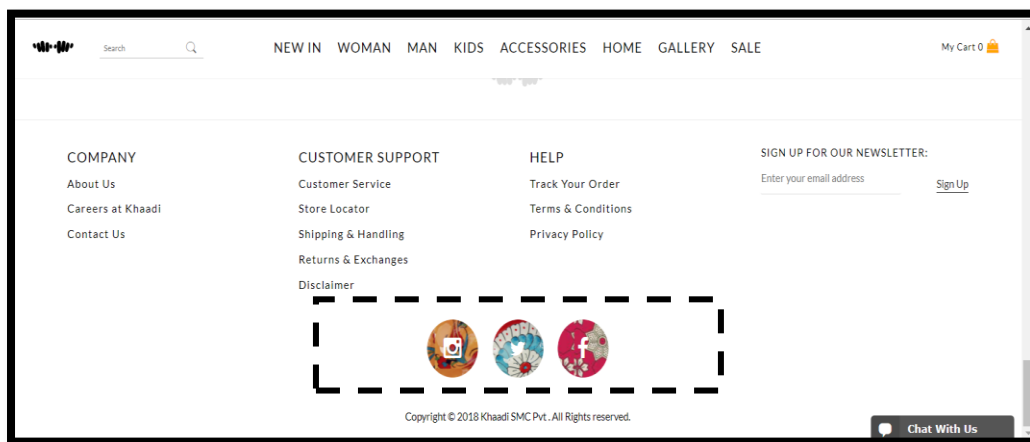 Search
NEW IN WOMAN MAN KIDS ACCESSORIES HOME GALLERY SALE
My Cart 0
COMPANY
About Us
Careers at Khaadi
Contact Us
CUSTOMER SUPPORT
Customer Service
Store Locator
Shipping & Handling
Returns & Exchanges
Disclaimer
HELP
Track Your Order
Terms & Conditions
Privacy Policy
SIGN UP FOR OUR NEWSLETTER:
Enter your email address
Sign Up
Copyright © 2018 Khaadi SMC Pvt . All Rights reserved.
Chat With Us